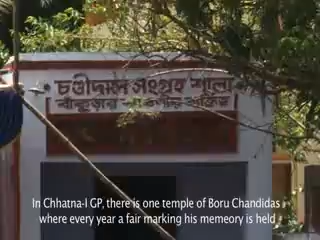 চণ্ডীদাস সংগ্রহ শালা
বাঁকুড়ার
In Chhatna-I GP, there is one temple of Boru Chandidas
where every year a fair marking his memeory is held